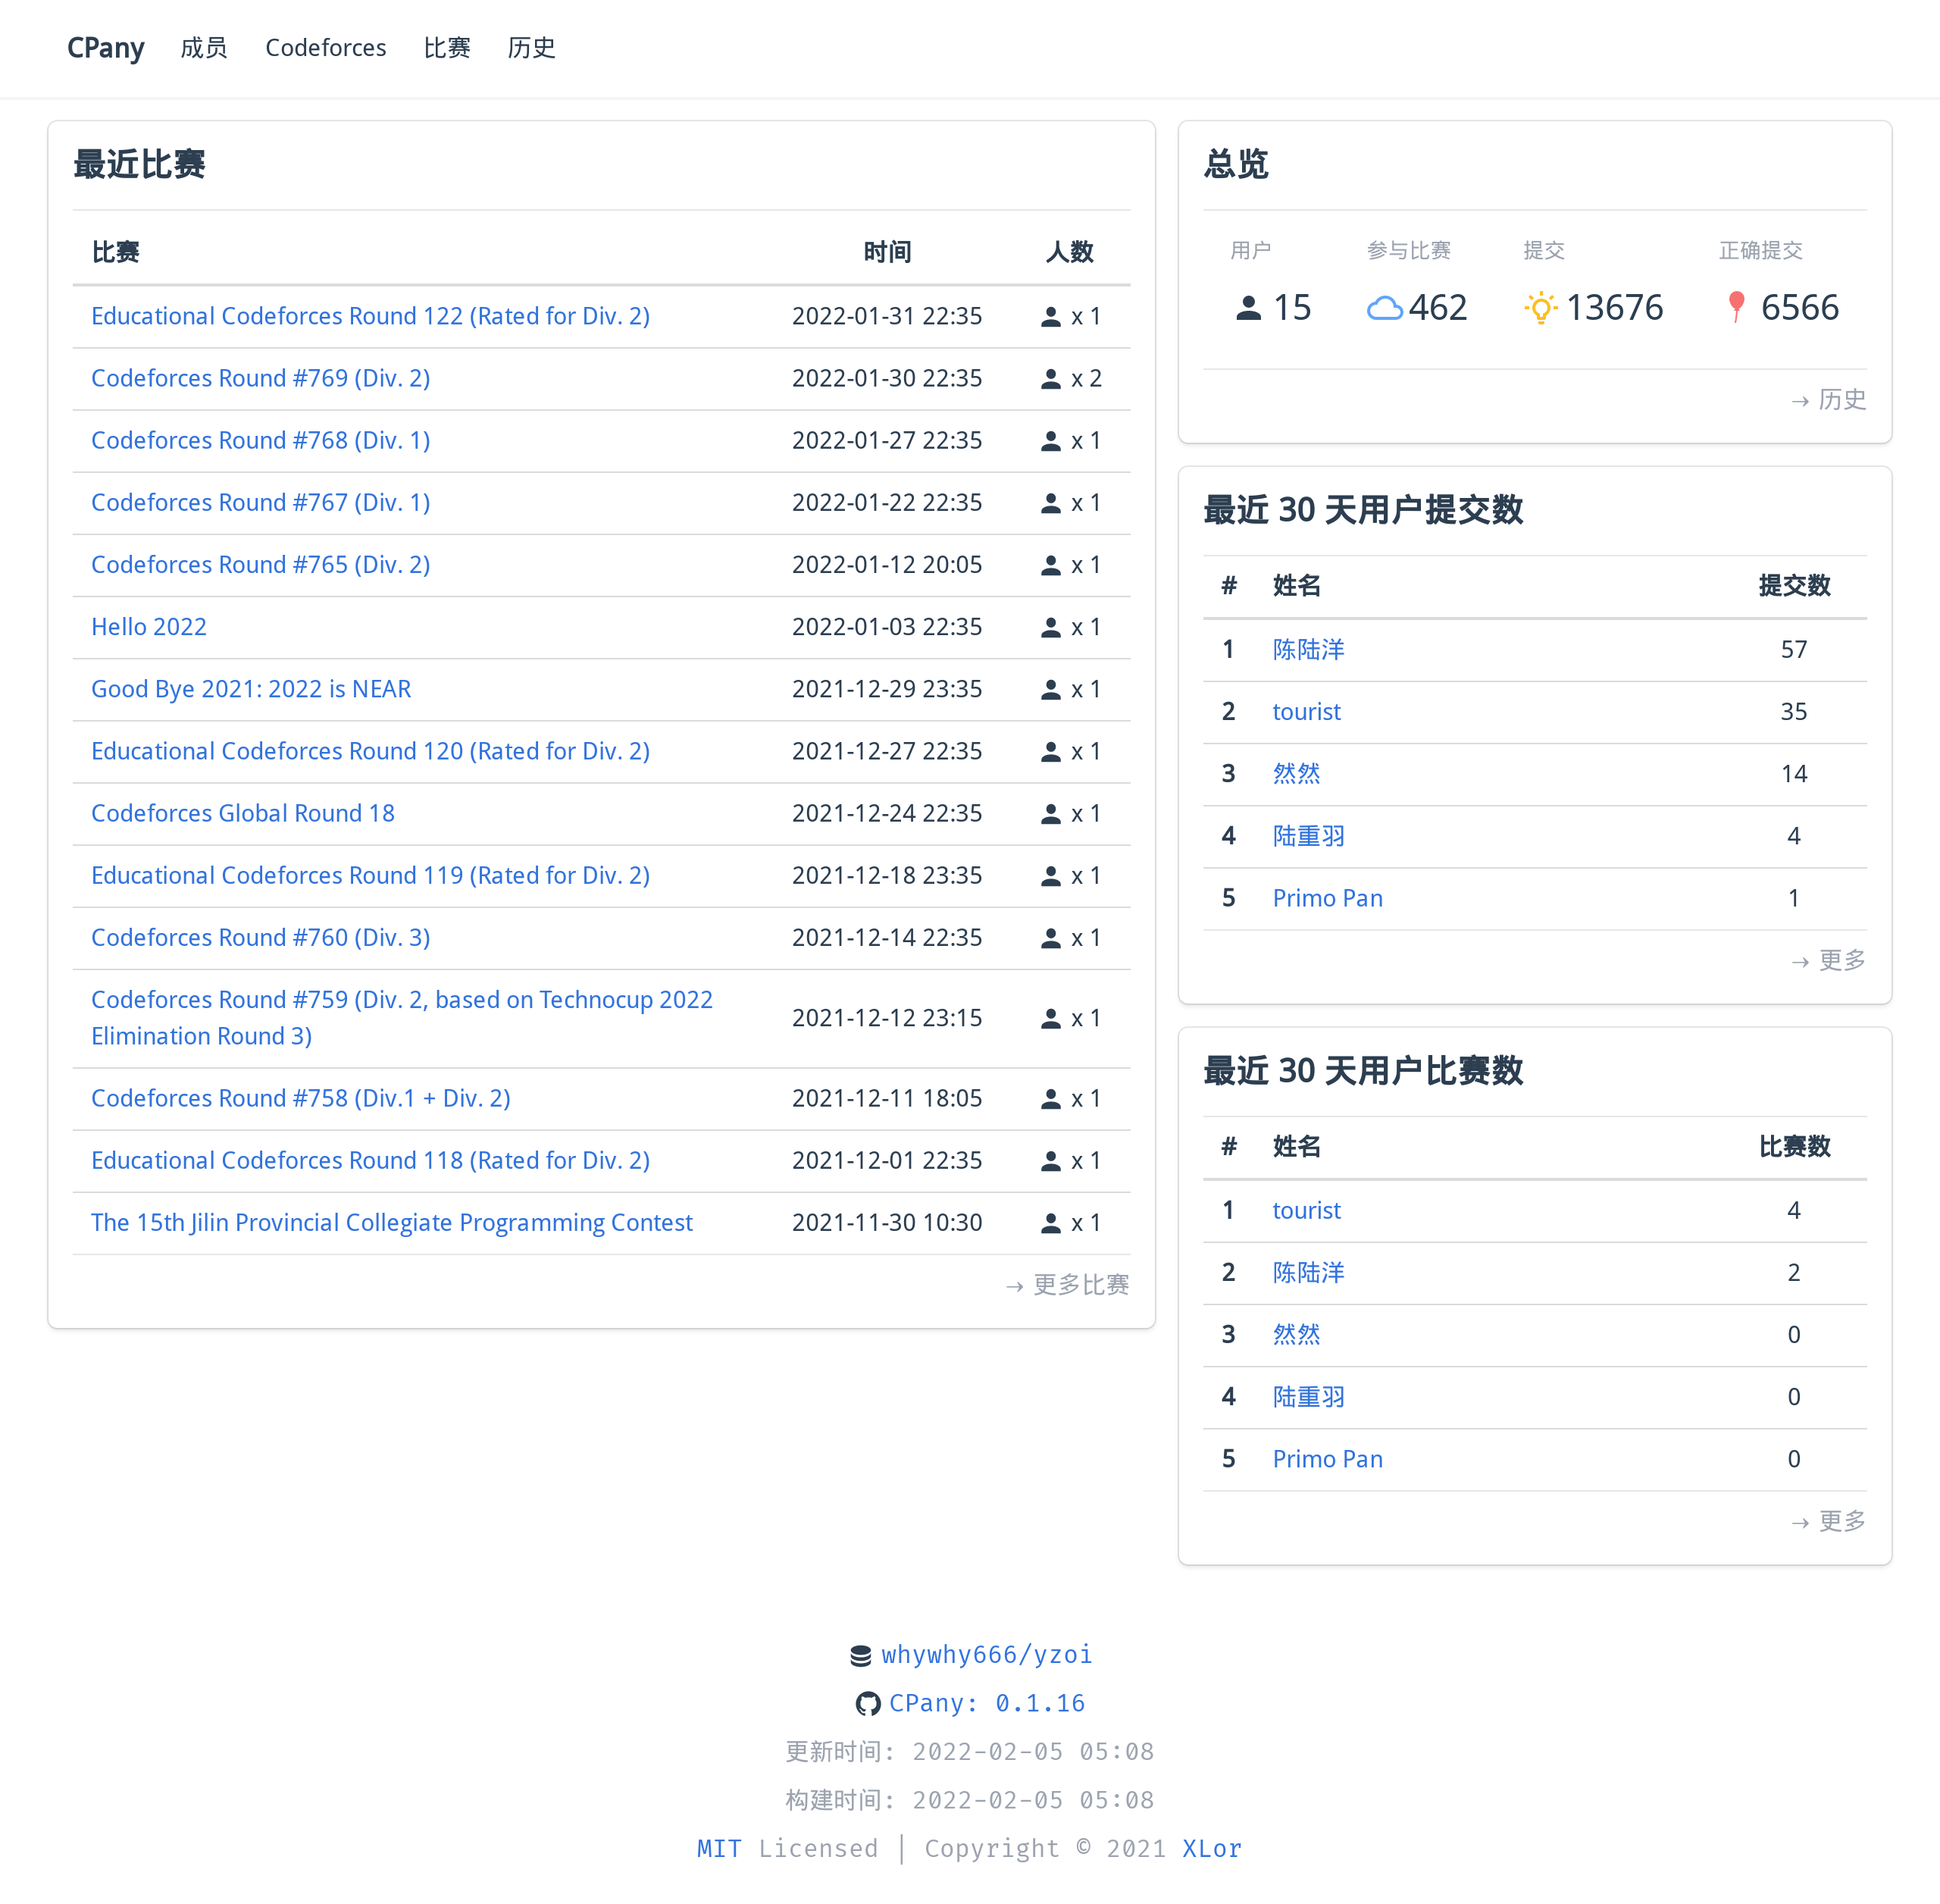 CPany 成员 Codeforces 比赛 历史
最近比赛
比赛 时间 人数
Educational Codeforces Round 122 (Rated for Div. 2) 2022-01-31 22:35 x 1
Codeforces Round #769 (Div. 2) 2022-01-30 22:35 x 2
Codeforces Round #768 (Div. 1) 2022-01-27 22:35 x 1
Codeforces Round #767 (Div. 1) 2022-01-22 22:35 x 1
Codeforces Round #765 (Div. 2) 2022-01-12 20:05 x 1
Hello 2022 2022-01-03 22:35 x 1
Good Bye 2021: 2022 is NEAR 2021-12-29 23:35 x 1
Educational Codeforces Round 120 (Rated for Div. 2) 2021-12-27 22:35 x 1
Codeforces Global Round 18 2021-12-24 22:35 x 1
Educational Codeforces Round 119 (Rated for Div. 2) 2021-12-18 23:35 x 1
Codeforces Round #760 (Div. 3) 2021-12-14 22:35 x 1
Codeforces Round #759 (Div. 2, based on Technocup 2022
Elimination Round 3) 2021-12-12 23:15 x 1
Codeforces Round #758 (Div.1 + Div. 2) 2021-12-11 18:05 x 1
Educational Codeforces Round 118 (Rated for Div. 2) 2021-12-01 22:35 x 1
The 15th Jilin Provincial Collegiate Programming Contest 2021-11-30 10:30 x 1
→ 更多比赛
总览
用户 参与比赛 提交 正确提交
15 462 13676 6566
→ 历史
最近 30 天用户提交数
# 姓名 提交数
1 陈陆洋 57
2 tourist 35
3 然然 14
4 陆重羽 4
5 Primo Pan 1
→ 更多
最近 30 天用户比赛数
# 姓名 比赛数
1 tourist 4
2 陈陆洋 2
3 然然 0
4 陆重羽 0
5 Primo Pan 0
→ 更多
whywhy666/yzoi
CPany: 0.1.16
更新时间: 2022-02-05 05:08
构建时间: 2022-02-05 05:08
MIT Licensed | Copyright © 2021 XLor